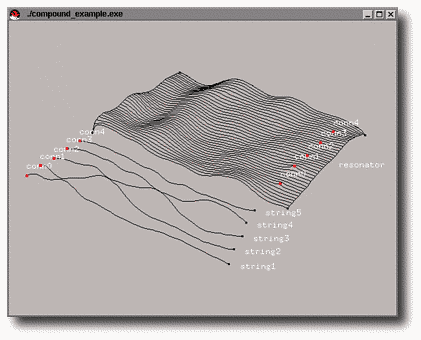 ./compound_example.exe
conn4
conn3
conn2
conn1
conn0
conn4
conn3
conn2
conn1
conn0
resonator
string5
string4
string3
string2
string1